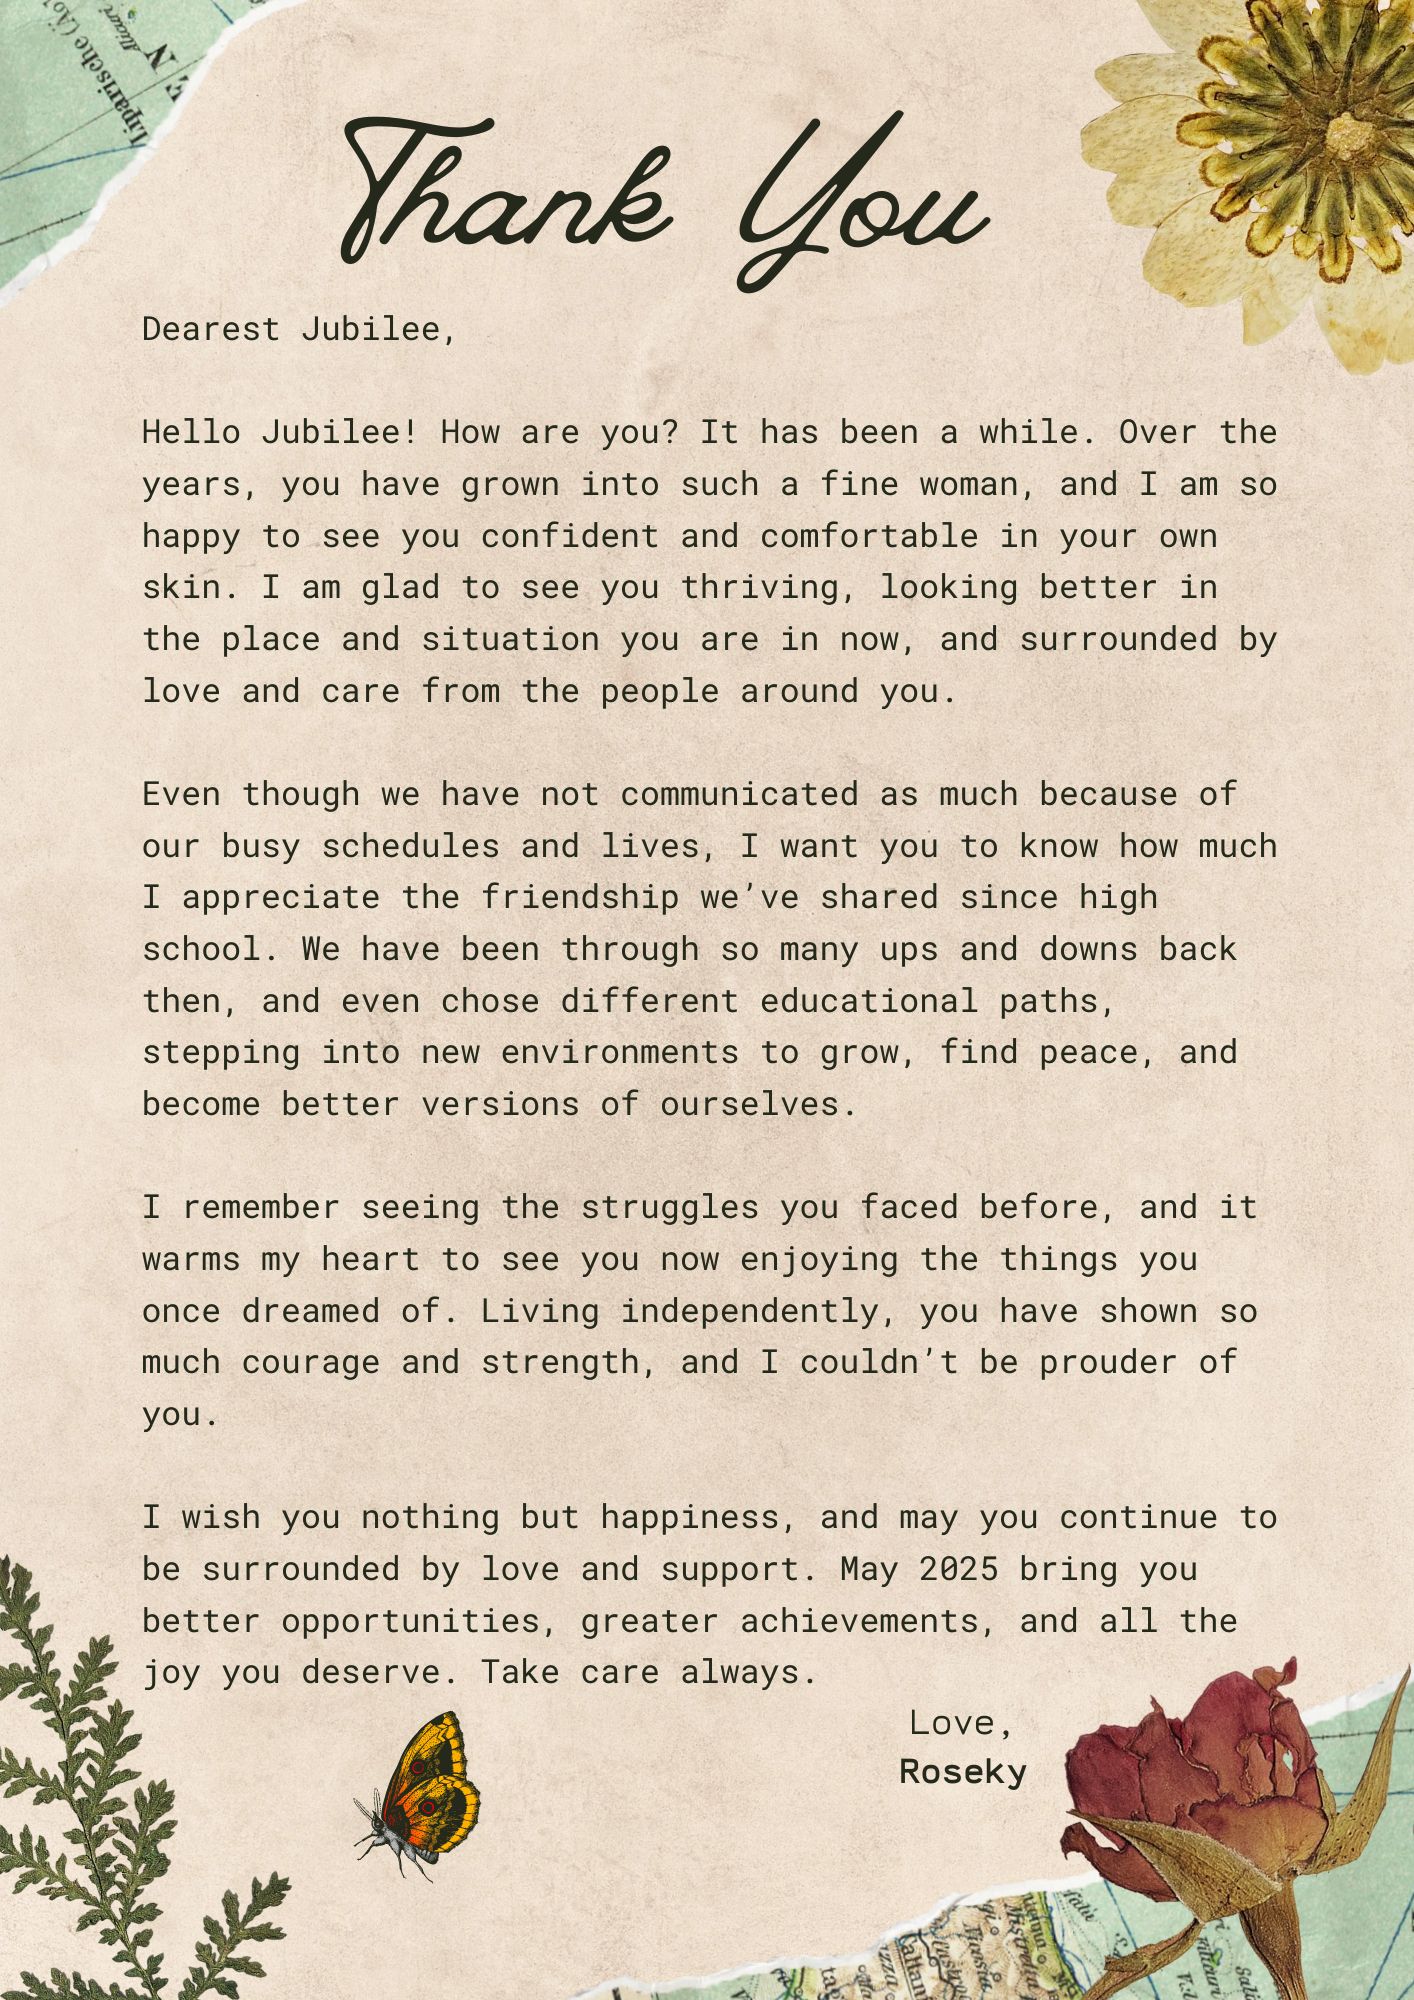 Thank You
Dearest Jubilee,
Hello Jubilee! How are you? It has been a while. Over the
years, you have grown into such a fine woman, and I am so
happy to see you confident and comfortable in your own
skin. I am glad to see you thriving, looking better in
the place and situation you are in now, and surrounded by
love and care from the people around you.
Even though we have not communicated as much because of
our busy schedules and lives, I want you to know how much
I appreciate the friendship we’ve shared since high
school. We have been through so many ups and downs back
then, and even chose different educational paths,
stepping into new environments to grow, find peace, and
become better versions of ourselves.
I remember seeing the struggles you faced before, and it
warms my heart to see you now enjoying the things you
once dreamed of. Living independently, you have shown so
much courage and strength, and I couldn’t be prouder of
you.
I wish you nothing but happiness, and may you continue to
be surrounded by love and support. May 2025 bring you
better opportunities, greater achievements, and all the
joy you deserve. Take care always.
Love,
Roseky
Liparische